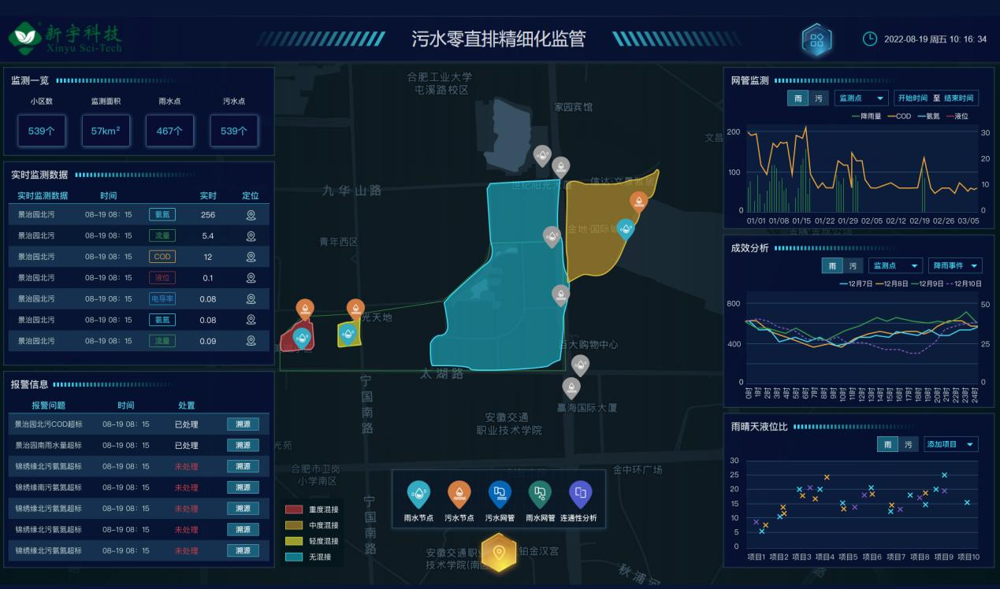 新宇科技
Xinyu Sci-Tech
污水零直排精细化监管
2022-08-19 周五 10: 16: 34
监测一览
小区数 监测面积 雨水点 污水点
539个 57km² 467个 539个
实时监测数据
实时监测数据 时间 实时 定位
景治园北污 08-19 08: 15 氨氮 256
景治园北污 08-19 08: 15 流量 5.4
景治园北污 08-19 08: 15 COD 12
景治园北污 08-19 08: 15 液位 0.1
景治园北污 08-19 08: 15 电导率 0.08
景治园北污 08-19 08: 15 氨氮 0.08
景治园北污 08-19 08: 15 流量 0.09
报警信息
报警问题 时间 处置
景治园北污COD超标 08-19 08: 15 已处理 溯源
景治园南雨水量超标 08-19 08: 15 已处理 溯源
锦绣缘北污氨氮超标 08-19 08: 15 未处理 溯源
锦绣缘南污氨氮超标 08-19 08: 15 未处理 溯源
锦绣缘北污氨氮超标 08-19 08: 15 未处理 溯源
锦绣缘北污氨氮超标 08-19 08: 15 未处理 溯源
锦绣缘北污氨氮超标 08-19 08: 15 未处理 溯源
合肥工业大学
屯溪路校区
家园宾馆
文昌
九华山路
信达·文景雅居
青年西区
金地·国际城
光天地
百大购物中心
太湖路
宁国南路
赢海国际大厦
安徽交通
职业技术学院
光苑
合肥市卫岗
小学南区
金中环广场
宁国南路
安徽交通职业
技术学院(南区
铂金汉宫
秋浦河
路
重度混接
中度混接
轻度混接
无混接
雨水节点 污水节点 污水网管 雨水网管 连通性分析
网管监测
雨 污 监测点 开始时间 至 结束时间
降雨量 COD 氨氮 液位
200 30
20
100
10
0 0
01/01 01/08 01/15 01/22 01/29 02/05 02/12 02/19 02/26 03/05
成效分析
雨 污 监测点 降雨事件
12月7日 12月8日 12月9日 12月10日
800 50
400 25
0 0
0时 1时 2时 3时 4时 5时 6时 7时 8时 9时 10时 11时 12时 13时 14时 15时 16时 17时 18时 19时 20时 21时 22时 23时 24时
雨晴天液位比
雨 污 添加项目
30
25
20
15
10
5
0
项目1 项目2 项目3 项目4 项目5 项目6 项目7 项目8 项目9 项目10